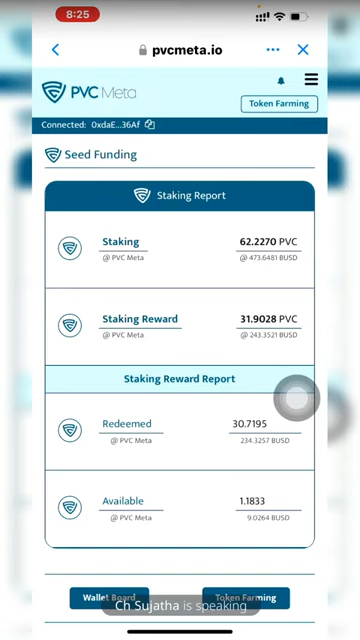 8:25
pvcmeta.io
PVC Meta
Token Farming
Connected: 0xdaE...36Af
Seed Funding
Staking Report
Staking 62.2270 PVC
@ PVC Meta @ 473.6481 BUSD
Staking Reward 31.9028 PVC
@ PVC Meta @ 243.3521 BUSD
Staking Reward Report
Redeemed 30.7195
@ PVC Meta 234.3257 BUSD
Available 1.1833
@ PVC Meta 9.0264 BUSD
Wallet Board Token Farming
Ch Sujatha is speaking